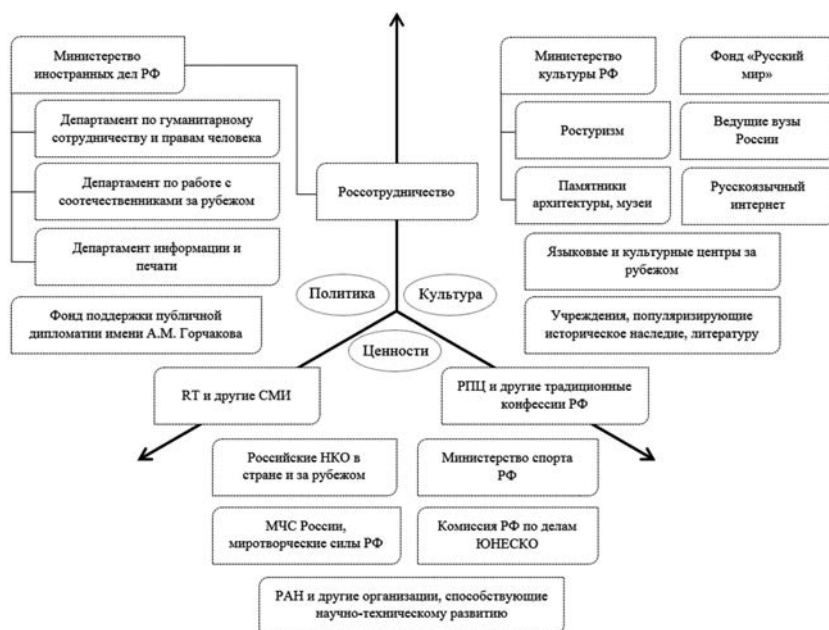 Министерство
иностранных дел РФ
Департамент по гуманитарному
сотрудничеству и правам человека
Департамент по работе с
соотечественниками за рубежом
Департамент информации и
печати
Фонд поддержки публичной
дипломатии имени А.М. Горчакова
Россотрудничество
Министерство
культуры РФ
Фонд «Русский
мир»
Ростуризм
Ведущие вузы
России
Памятники
архитектуры, музеи
Русскоязычный
интернет
Языковые и культурные центры за
рубежом
Учреждения, популяризирующие
историческое наследие, литературу
Политика
Культура
Ценности
RT и другие СМИ
РПЦ и другие традиционные
конфессии РФ
Российские НКО в
стране и за рубежом
Министерство спорта
РФ
МЧС России,
миротворческие силы РФ
Комиссия РФ по делам
ЮНЕСКО
РАН и другие организации, способствующие
научно-техническому развитию